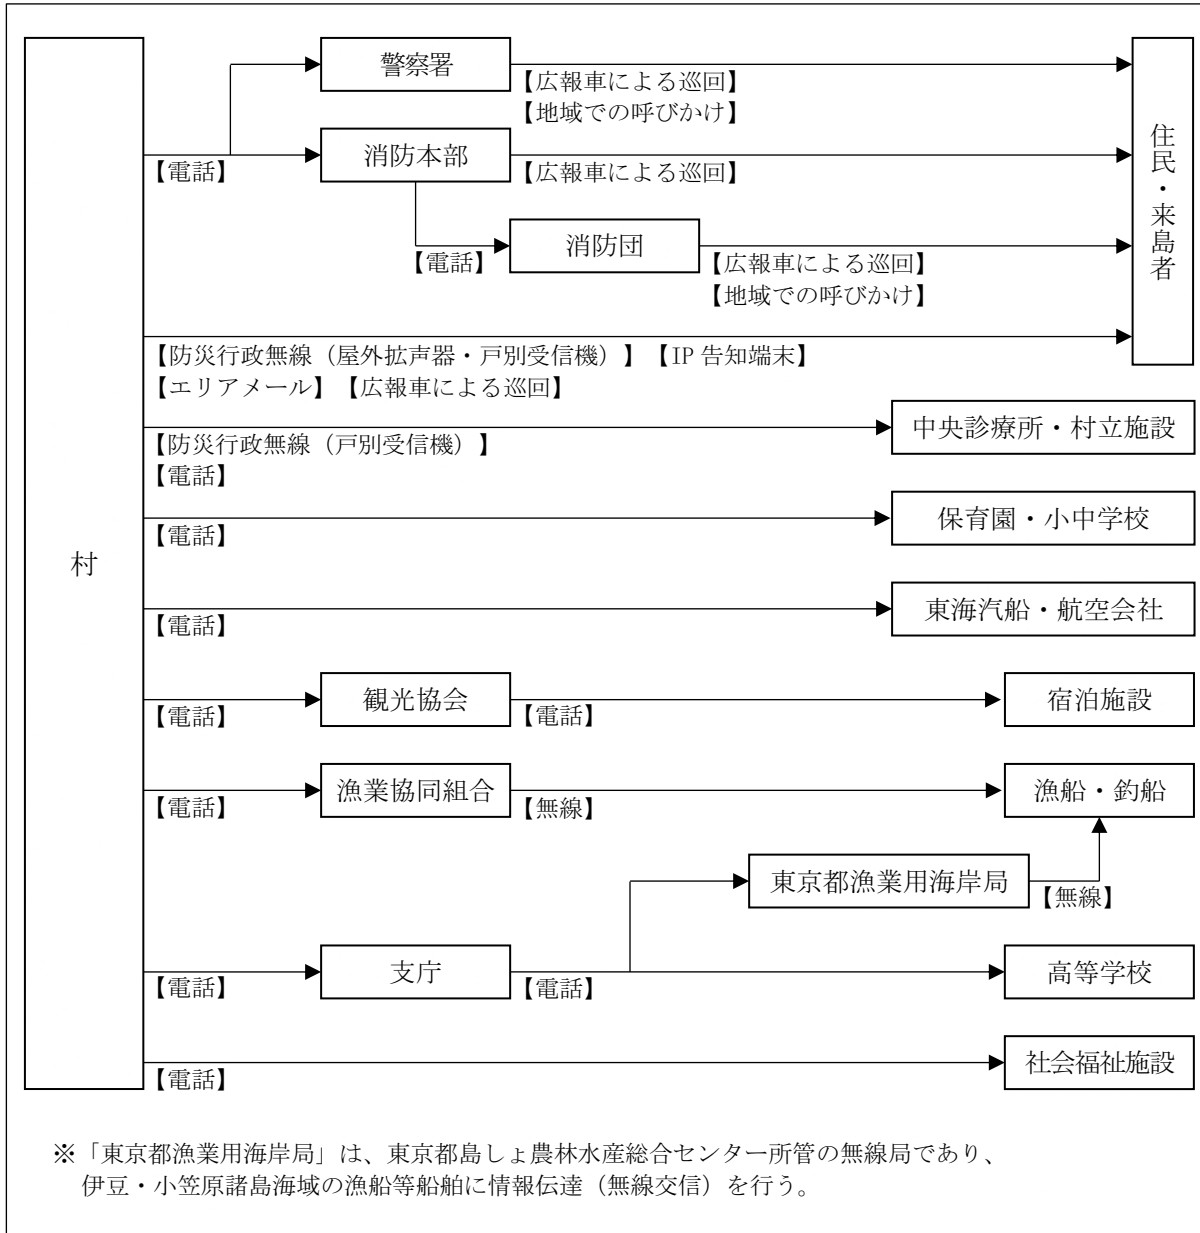 警察署
【広報車による巡回】
【地域での呼びかけ】
消防本部
【電話】
【広報車による巡回】
消防団
【電話】
【広報車による巡回】
【地域での呼びかけ】
住民・来島者
【防災行政無線（屋外拡声器・戸別受信機）】【IP 告知端末】
【エリアメール】【広報車による巡回】
中央診療所・村立施設
【防災行政無線（戸別受信機）】
【電話】
保育園・小中学校
【電話】
村
東海汽船・航空会社
【電話】
観光協会
宿泊施設
【電話】
【電話】
漁業協同組合
漁船・釣船
【電話】
【無線】
東京都漁業用海岸局
【無線】
支庁
高等学校
【電話】
【電話】
社会福祉施設
【電話】
※「東京都漁業用海岸局」は、東京都島しょ農林水産総合センター所管の無線局であり、
伊豆・小笠原諸島海域の漁船等船舶に情報伝達（無線交信）を行う。